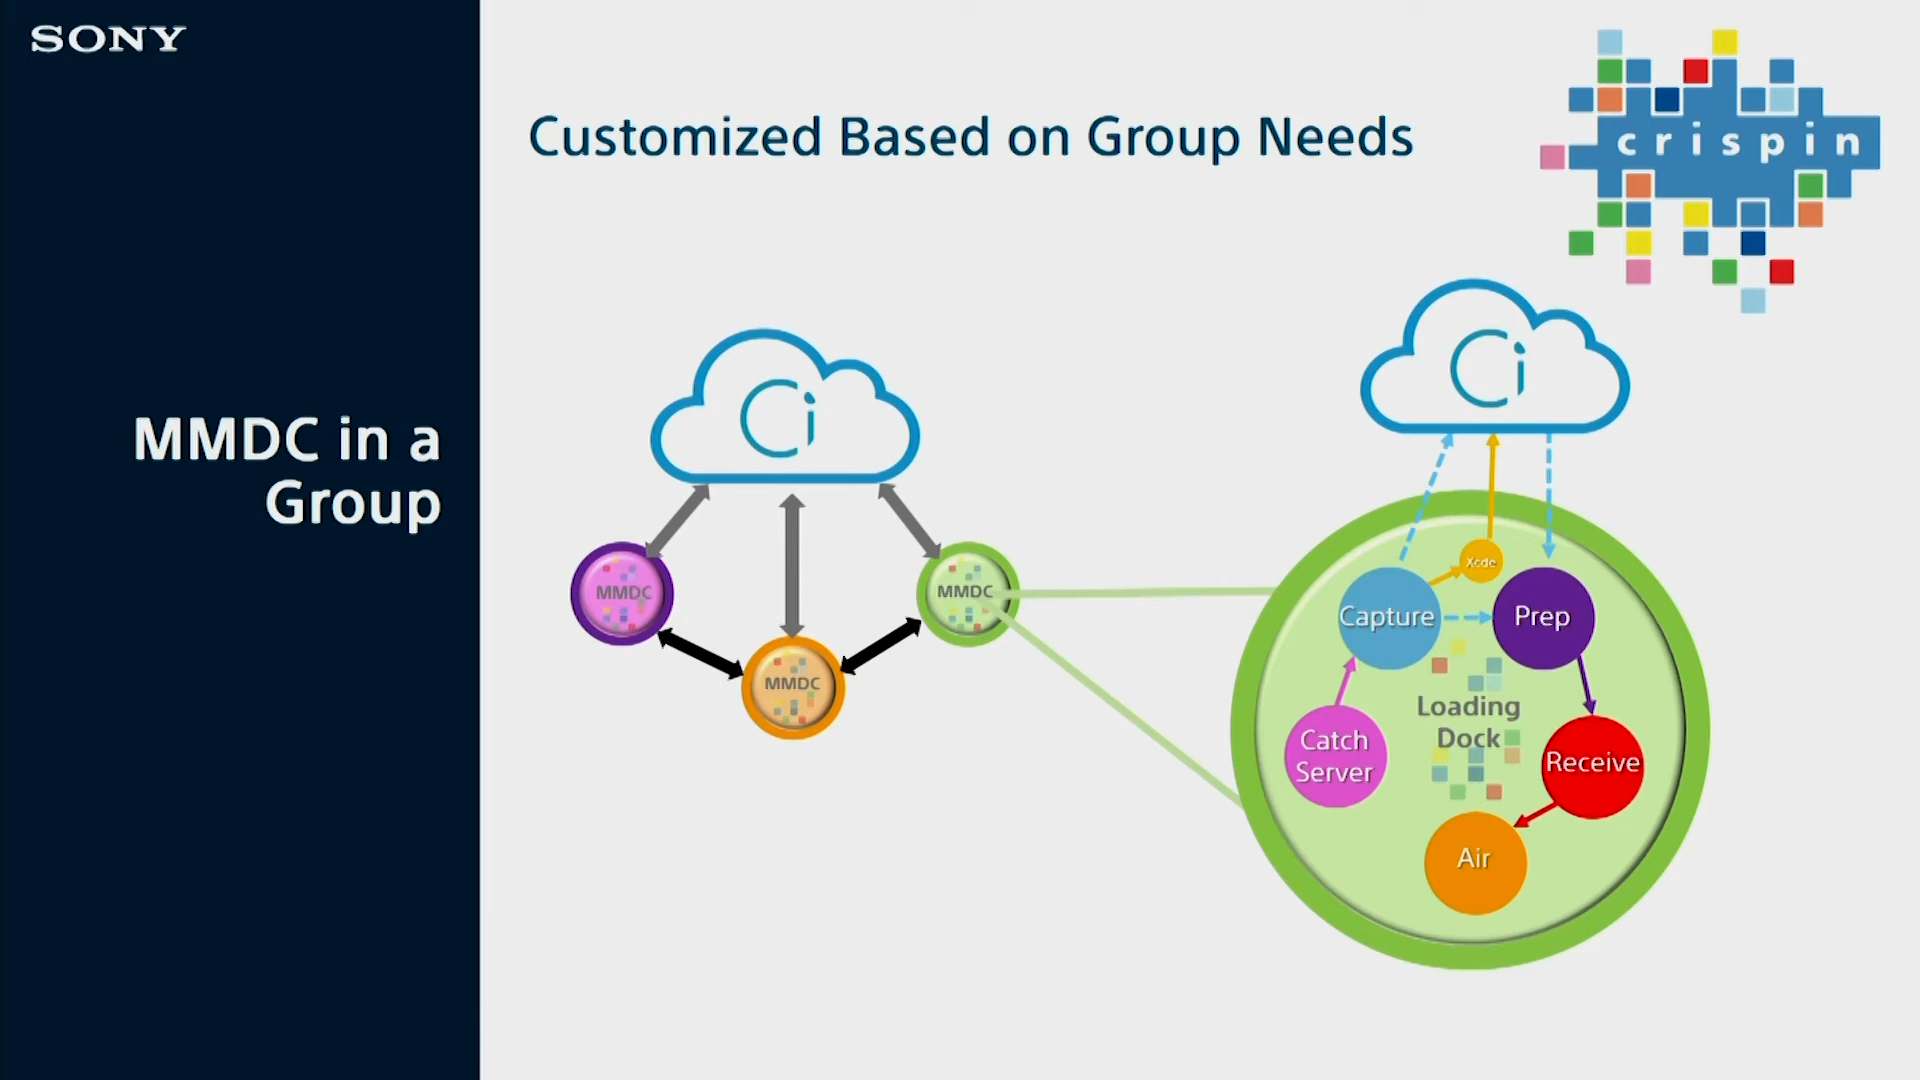 SONY
Customized Based on Group Needs
crispin
MMDC in a
Group
Ci
MMDC
MMDC
MMDC
Ci
Xcde
Capture
Prep
Loading
Dock
Catch
Server
Receive
Air